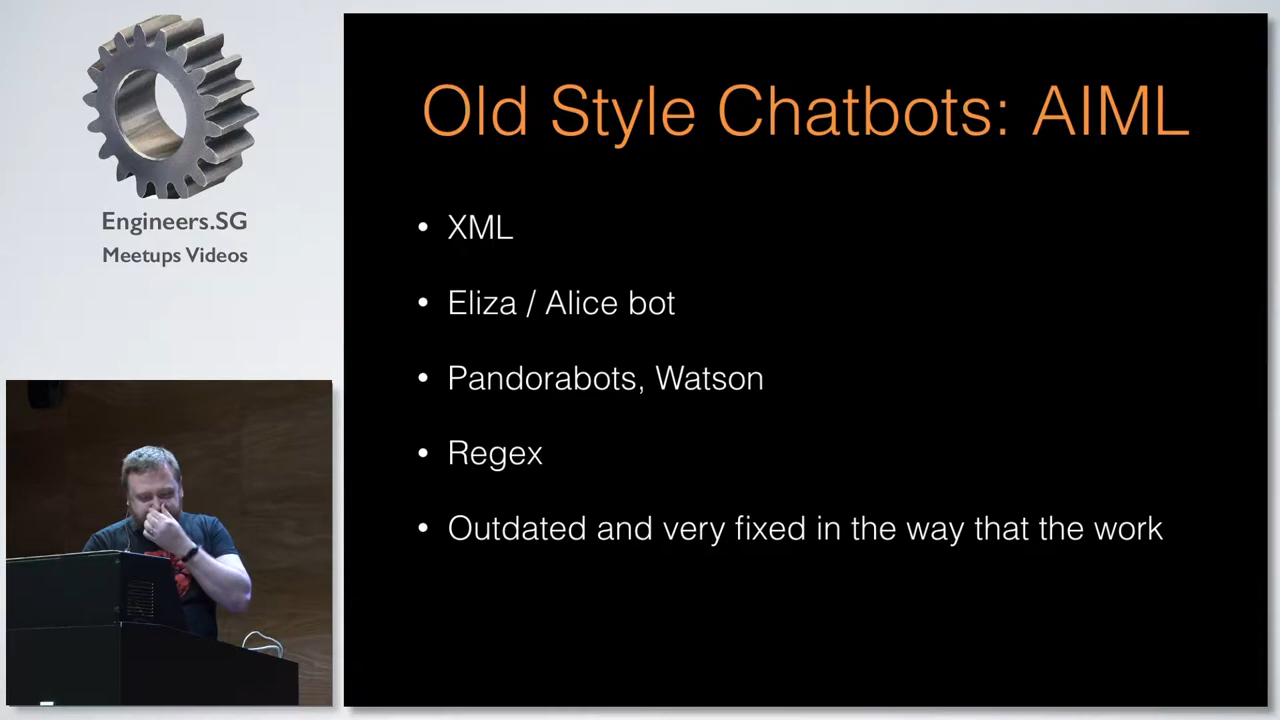 Engineers.SG
Meetups Videos
Old Style Chatbots: AIML
• XML
• Eliza / Alice bot
• Pandorabots, Watson
• Regex
• Outdated and very fixed in the way that the work